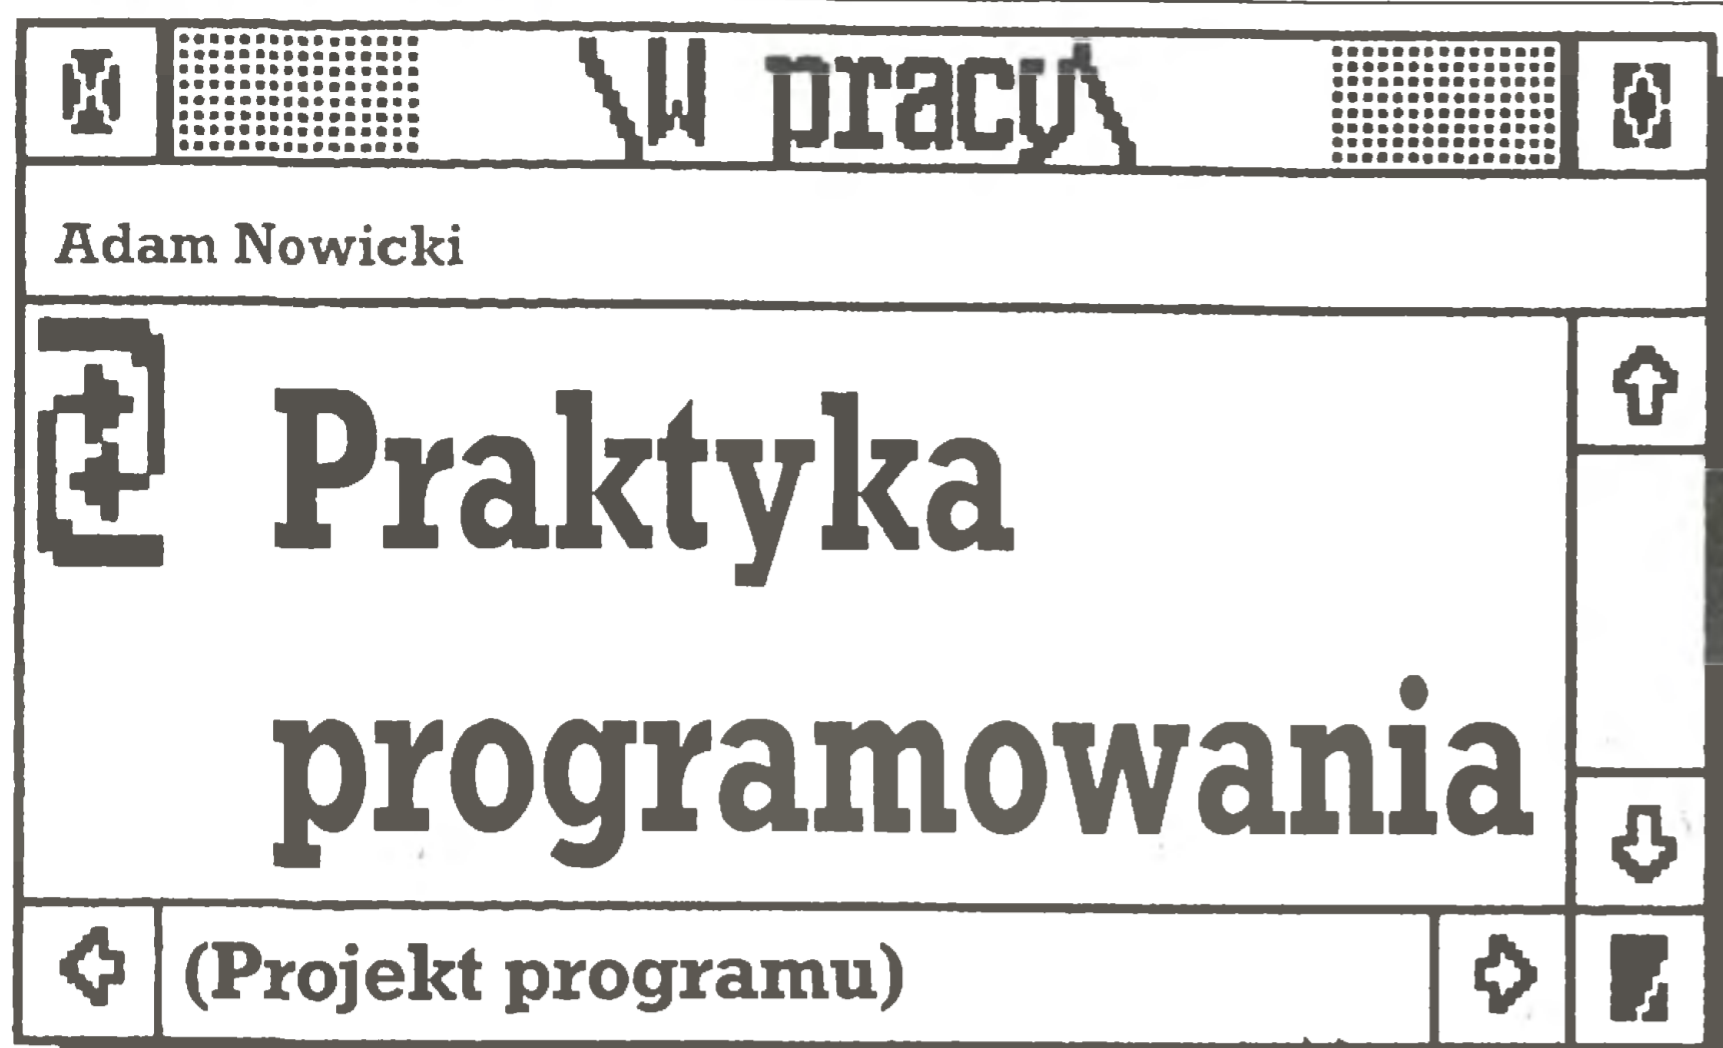 \W pracy\
Adam Nowicki
Praktyka
programowania
(Projekt programu)